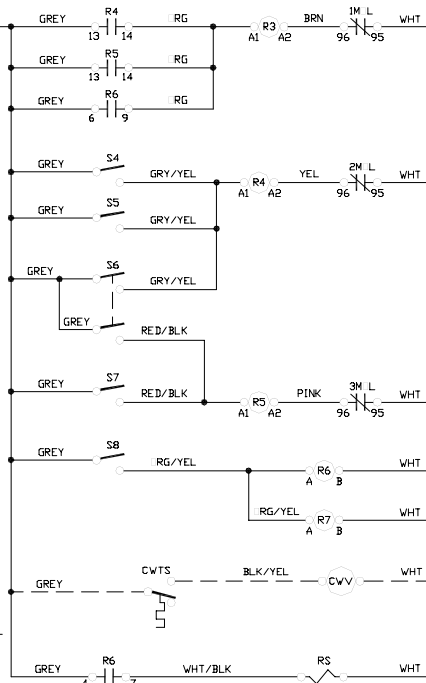 GREY R4 13 14 RG R3 A1 A2 BRN 1M L 96 95 WHT
GREY R5 13 14 RG
GREY R6 6 9 RG
GREY S4 GRY/YEL R4 A1 A2 YEL 2M L 96 95 WHT
GREY S5 GRY/YEL
GREY S6 GRY/YEL
GREY RED/BLK
GREY S7 RED/BLK R5 A1 A2 PINK 3M L 96 95 WHT
GREY S8 RG/YEL R6 A B WHT
RG/YEL R7 A B WHT
GREY CWTS BLK/YEL CWV WHT
GREY R6 7 WHT/BLK RS WHT